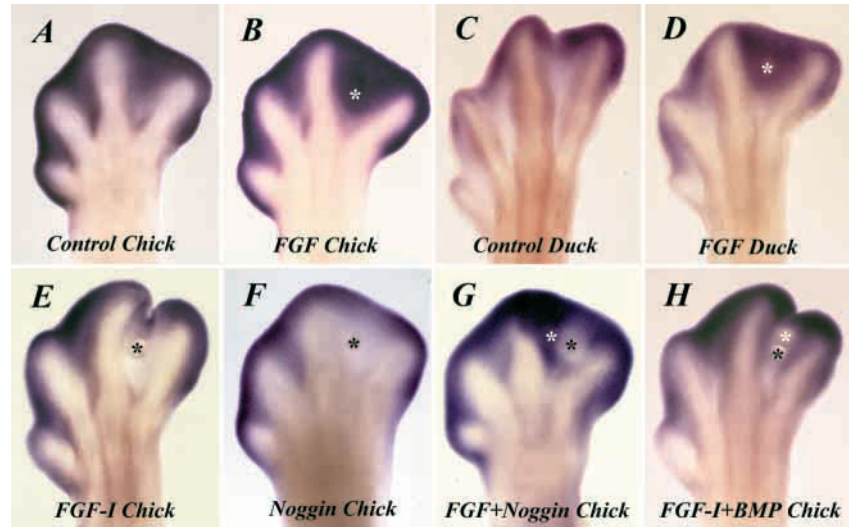 A
Control Chick
B
*
FGF Chick
C
Control Duck
D
*
FGF Duck
E
*
FGF-I Chick
F
*
Noggin Chick
G
* *
FGF+Noggin Chick
H
*
*
FGF-I+BMP Chick